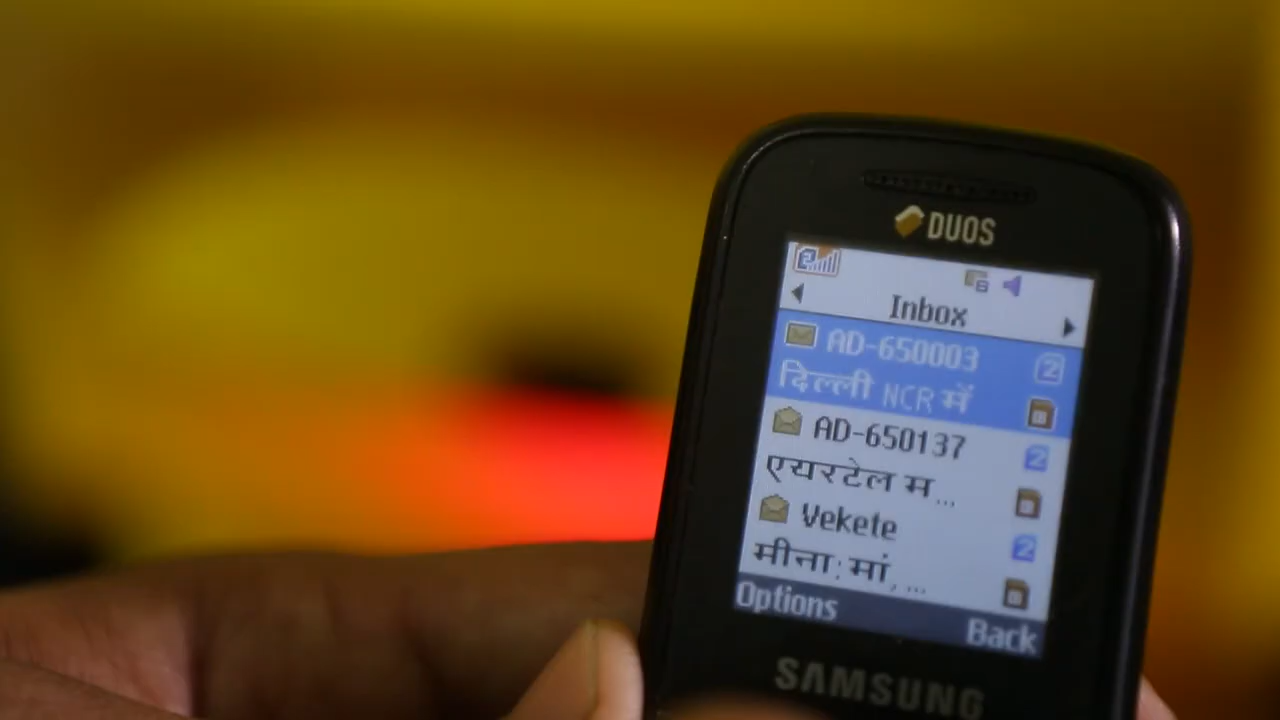 DUOS
Inbox
AD-650003
दिल्ली NCR में
AD-650137
एयरटेल म...
Vekete
मीना: मां, ...
Options
Back
SAMSUNG